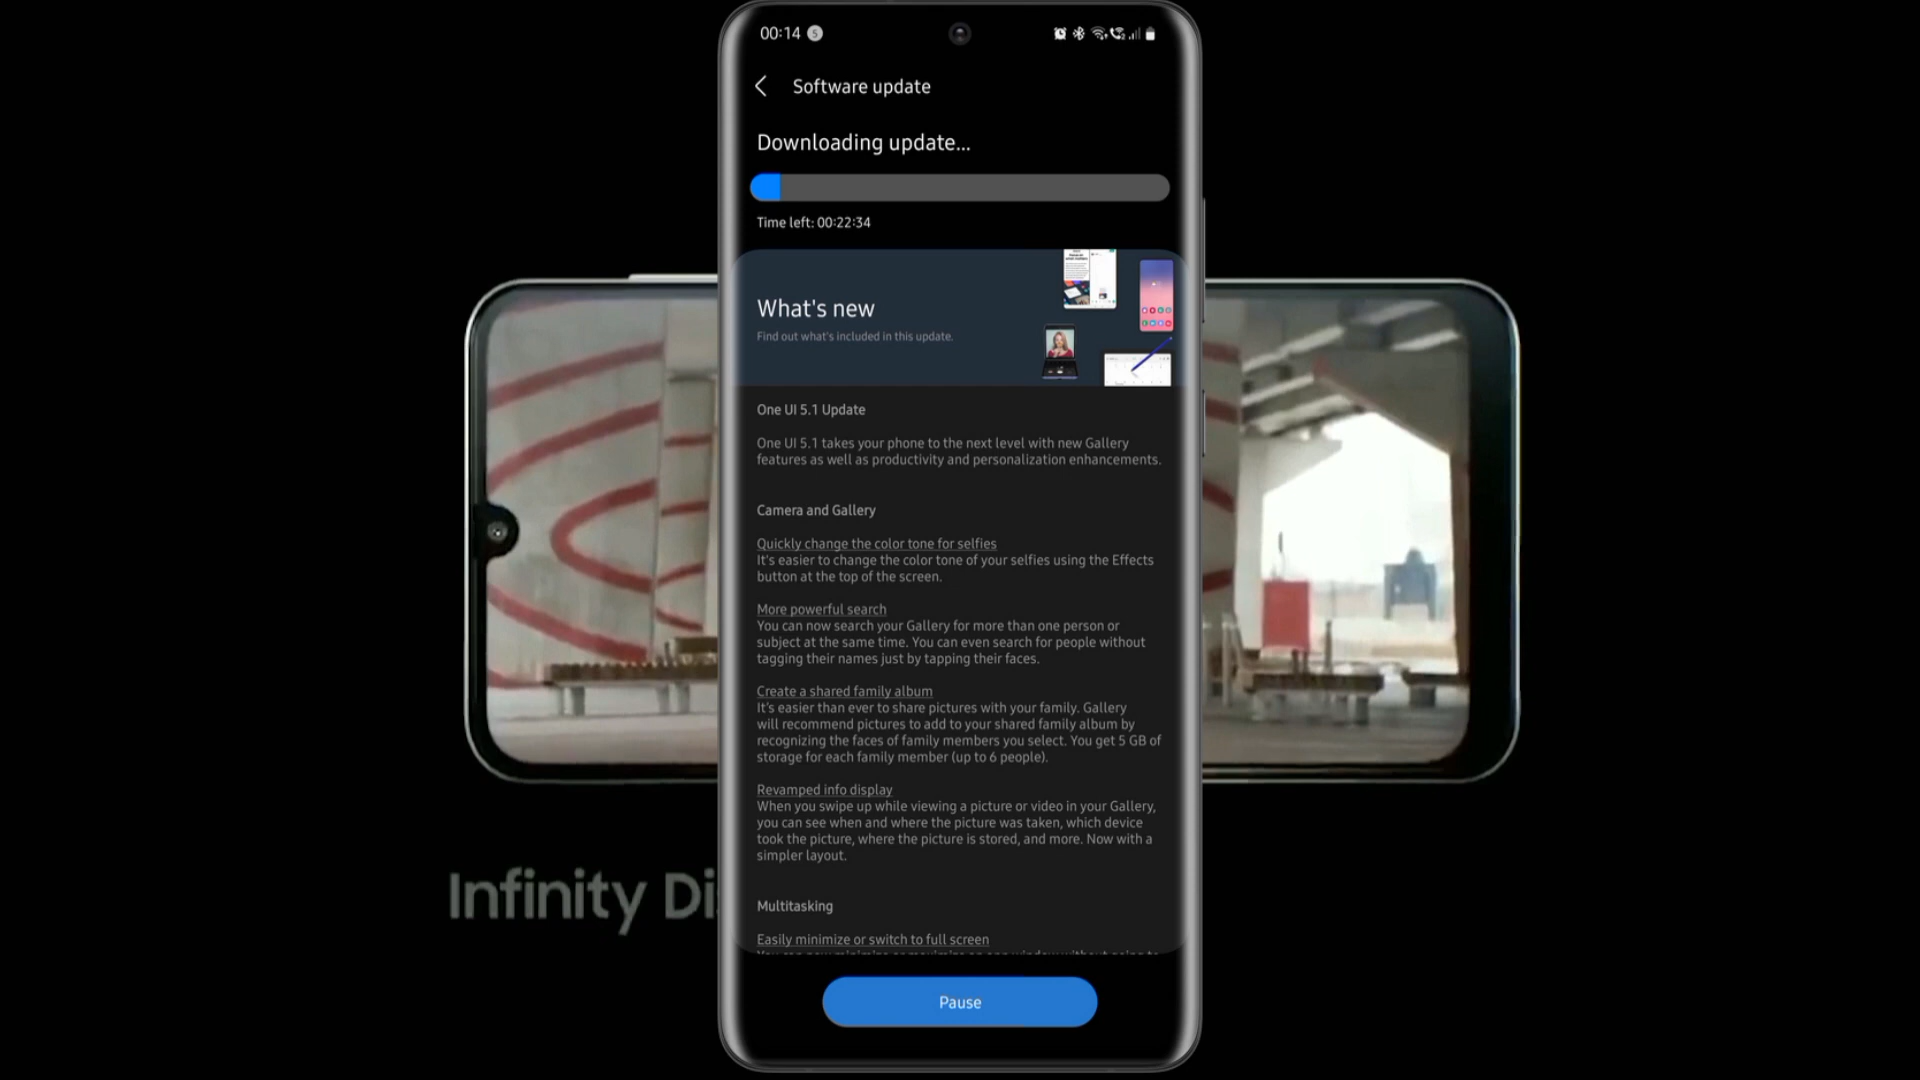 00:14
Software update
Downloading update...
Time left: 00:22:34
What's new
Find out what's included in this update.
One UI 5.1 Update
One UI 5.1 takes your phone to the next level with new Gallery
features as well as productivity and personalization enhancements.
Camera and Gallery
Quickly change the color tone for selfies
It's easier to change the color tone of your selfies using the Effects
button at the top of the screen.
More powerful search
You can now search your Gallery for more than one person or
subject at the same time. You can even search for people without
tagging their names just by tapping their faces.
Create a shared family album
It's easier than ever to share pictures with your family. Gallery
will recommend pictures to add to your shared family album by
recognizing the faces of family members you select. You get 5 GB of
storage for each family member (up to 6 people).
Revamped info display
When you swipe up while viewing a picture or video in your Gallery,
you can see when and where the picture was taken, which device
took the picture, where the picture is stored, and more. Now with a
simpler layout.
Infinity Di
Multitasking
Easily minimize or switch to full screen
Pause